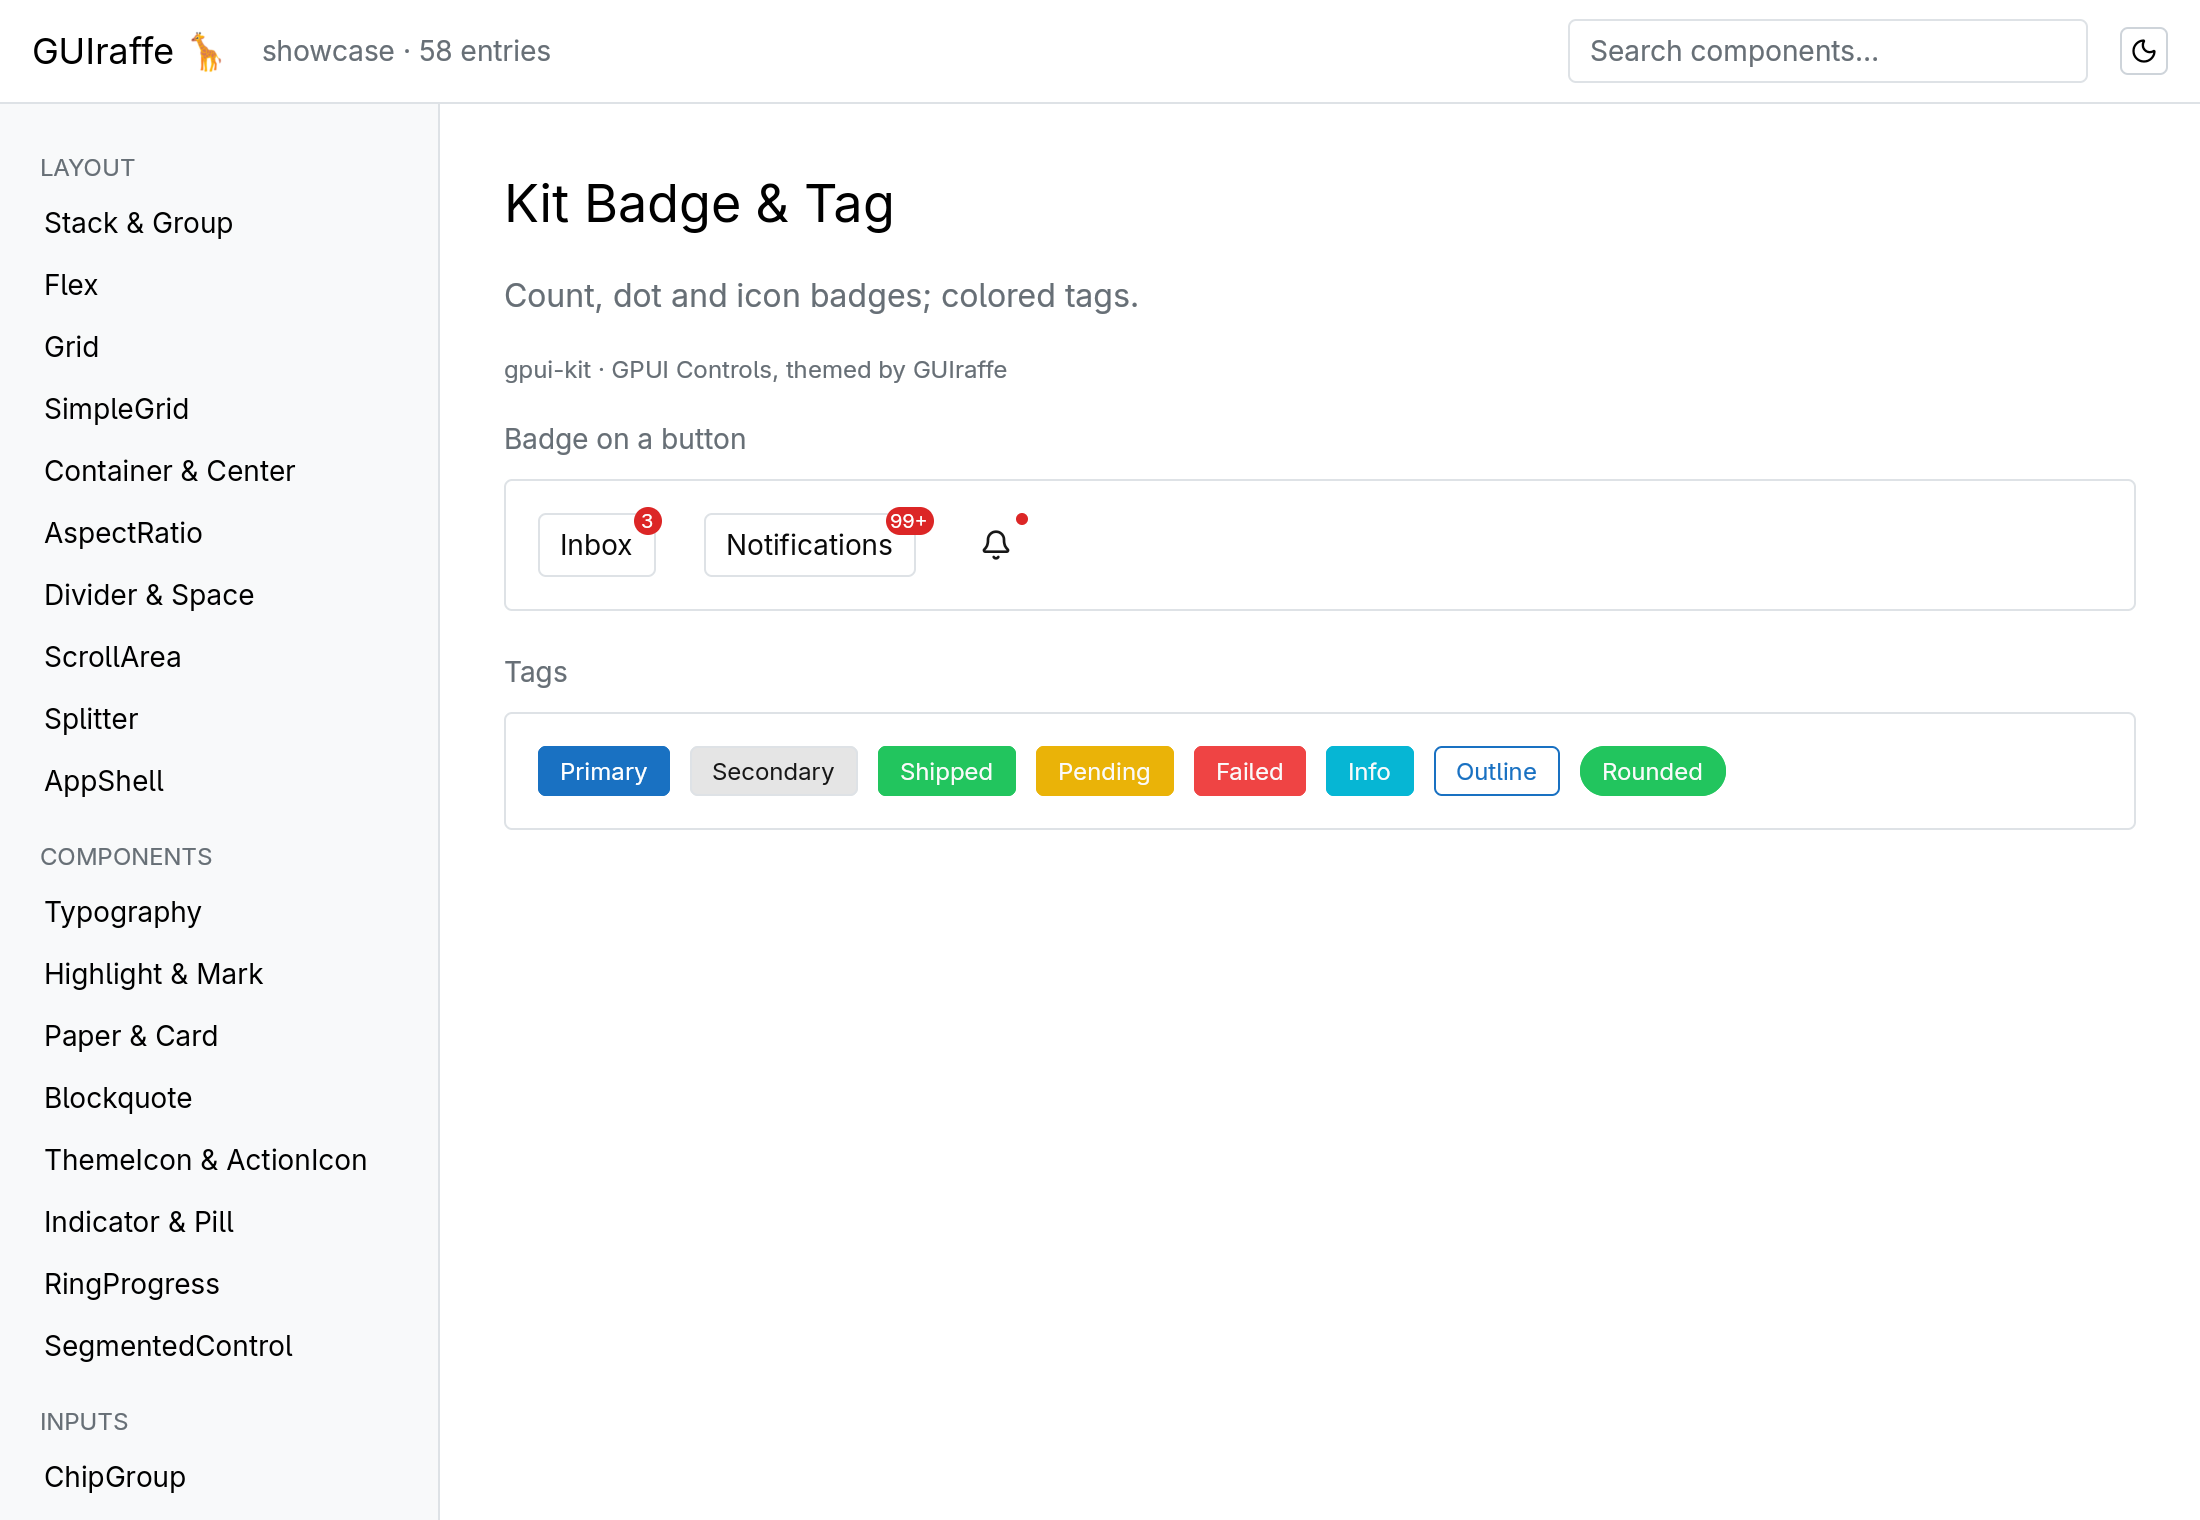 GUIraffe 🦒 showcase · 58 entries
Search components...
LAYOUT
Stack & Group
Flex
Grid
SimpleGrid
Container & Center
AspectRatio
Divider & Space
ScrollArea
Splitter
AppShell
COMPONENTS
Typography
Highlight & Mark
Paper & Card
Blockquote
ThemeIcon & ActionIcon
Indicator & Pill
RingProgress
SegmentedControl
INPUTS
ChipGroup
Kit Badge & Tag
Count, dot and icon badges; colored tags.
gpui-kit · GPUI Controls, themed by GUIraffe
Badge on a button
Inbox 3 Notifications 99+
Tags
Primary Secondary Shipped Pending Failed Info Outline Rounded